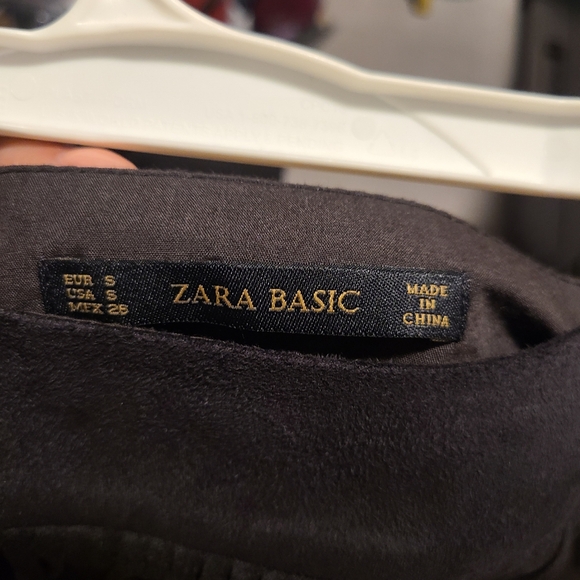 EUR S
USA S
MEX 26
ZARA BASIC
MADE
IN
CHINA